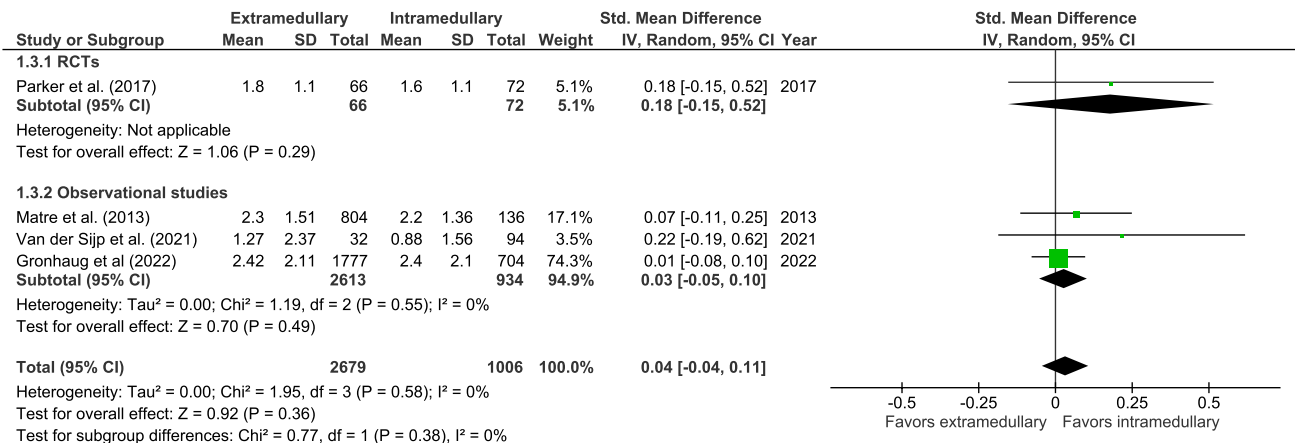 Extramedullary Intramedullary Std. Mean Difference Std. Mean Difference
Study or Subgroup Mean SD Total Mean SD Total Weight IV, Random, 95% CI Year IV, Random, 95% CI
1.3.1 RCTs
Parker et al. (2017) 1.8 1.1 66 1.6 1.1 72 5.1% 0.18 [-0.15, 0.52] 2017
Subtotal (95% CI) 66 72 5.1% 0.18 [-0.15, 0.52]
Heterogeneity: Not applicable
Test for overall effect: Z = 1.06 (P = 0.29)
1.3.2 Observational studies
Matre et al. (2013) 2.3 1.51 804 2.2 1.36 136 17.1% 0.07 [-0.11, 0.25] 2013
Van der Sijp et al. (2021) 1.27 2.37 32 0.88 1.56 94 3.5% 0.22 [-0.19, 0.62] 2021
Gronhaug et al (2022) 2.42 2.11 1777 2.4 2.1 704 74.3% 0.01 [-0.08, 0.10] 2022
Subtotal (95% CI) 2613 934 94.9% 0.03 [-0.05, 0.10]
Heterogeneity: Tau² = 0.00; Chi² = 1.19, df = 2 (P = 0.55); I² = 0%
Test for overall effect: Z = 0.70 (P = 0.49)
Total (95% CI) 2679 1006 100.0% 0.04 [-0.04, 0.11]
Heterogeneity: Tau² = 0.00; Chi² = 1.95, df = 3 (P = 0.58); I² = 0%
Test for overall effect: Z = 0.92 (P = 0.36)
Test for subgroup differences: Chi² = 0.77, df = 1 (P = 0.38), I² = 0%
-0.5 -0.25 0 0.25 0.5
Favors extramedullary Favors intramedullary